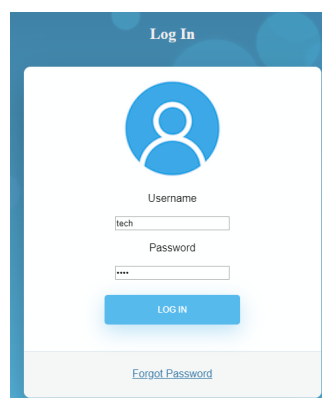 Log In
Username
tech
Password
••••
LOG IN
Forgot Password